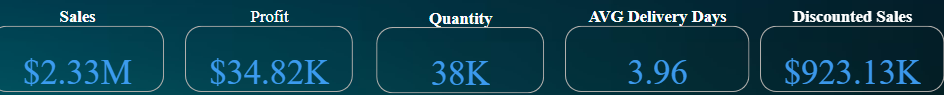 Sales
$2.33M
Profit
$34.82K
Quantity
38K
AVG Delivery Days
3.96
Discounted Sales
$923.13K